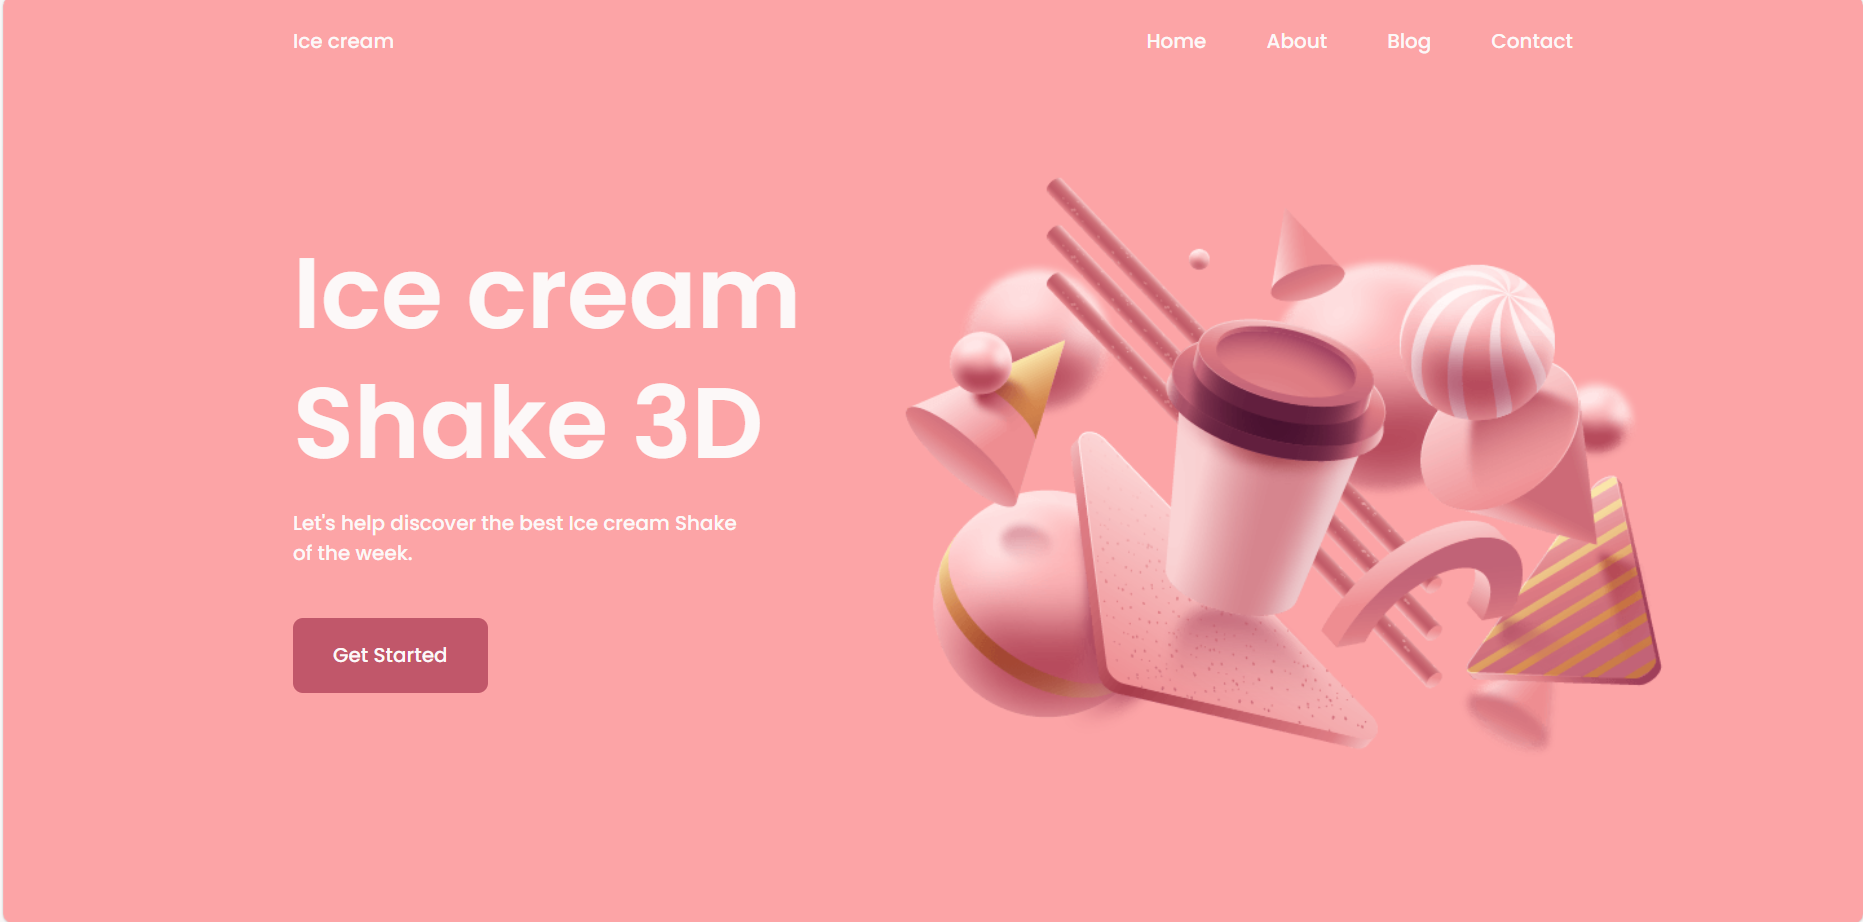 Ice cream
Home About Blog Contact
Ice cream
Shake 3D
Let's help discover the best Ice cream Shake
of the week.
Get Started